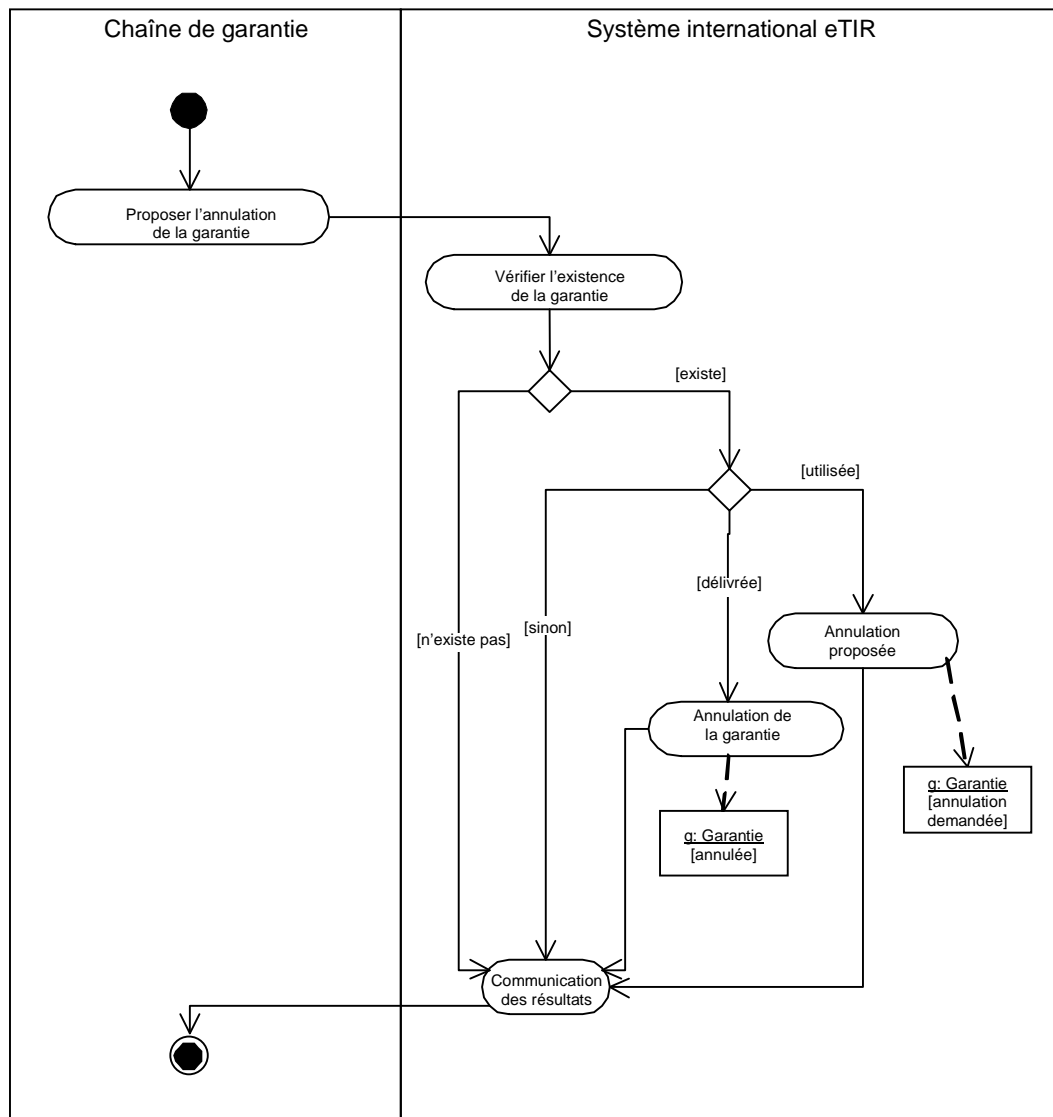 Chaîne de garantie
Système international eTIR
Proposer l'annulation
de la garantie
Vérifier l'existence
de la garantie
[existe]
[utilisée]
[délivrée]
[n'existe pas]
[sinon]
Annulation
proposée
Annulation de
la garantie
g: Garantie
[annulation
demandée]
g: Garantie
[annulée]
Communication
des résultats